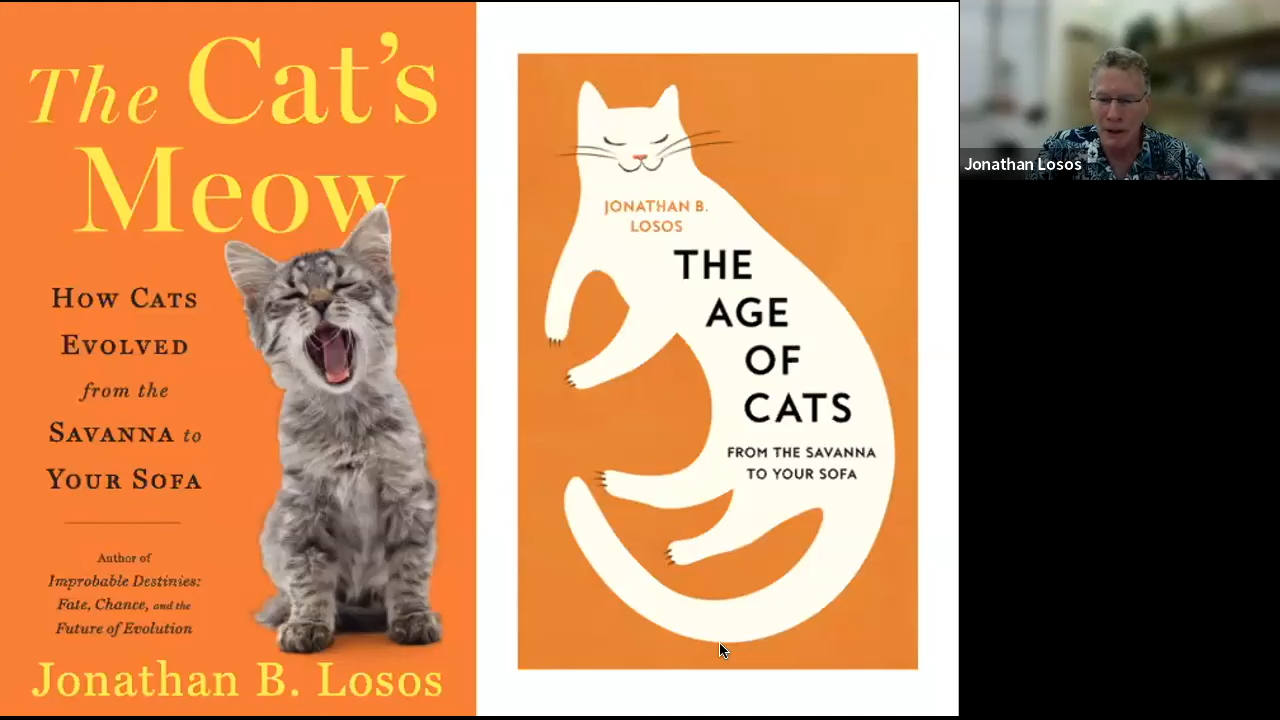 The Cat's
Meow
How Cats
Evolved
from the
Savanna to
Your Sofa
Author of
Improbable Destinies:
Fate, Chance, and the
Future of Evolution
Jonathan B. Losos
JONATHAN B.
LOSOS
THE
AGE
OF
CATS
FROM THE SAVANNA
TO YOUR SOFA
Jonathan Losos